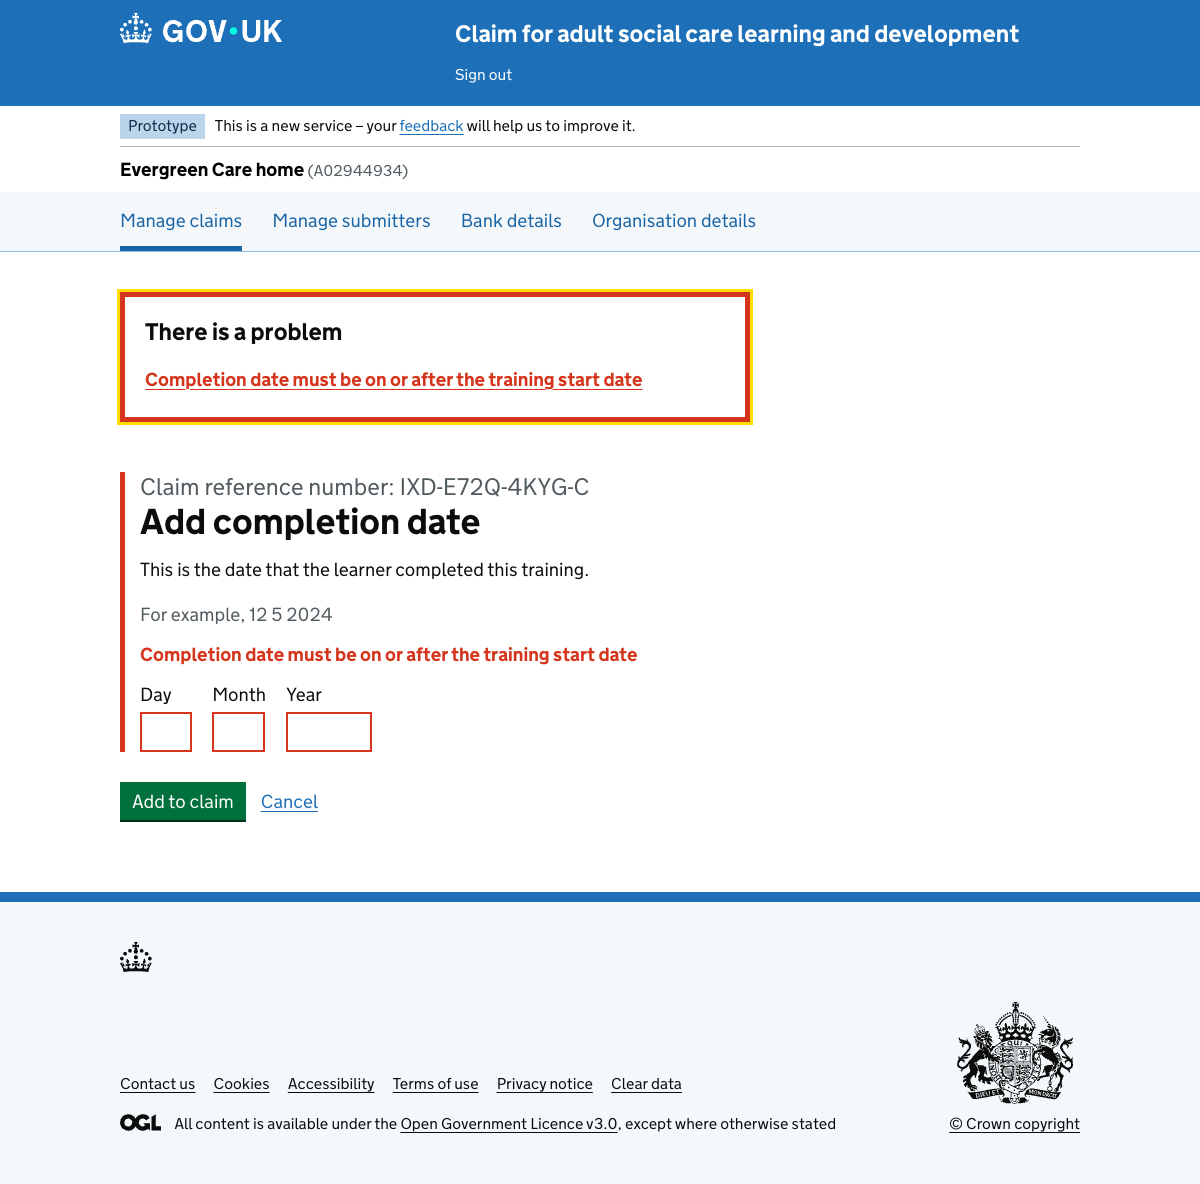 GOV·UK
Claim for adult social care learning and development
Sign out
Prototype This is a new service – your feedback will help us to improve it.
Evergreen Care home (A02944934)
Manage claims Manage submitters Bank details Organisation details
There is a problem
Completion date must be on or after the training start date
Claim reference number: IXD-E72Q-4KYG-C
Add completion date
This is the date that the learner completed this training.
For example, 12 5 2024
Completion date must be on or after the training start date
Day Month Year
Add to claim Cancel
Contact us Cookies Accessibility Terms of use Privacy notice Clear data
OGL All content is available under the Open Government Licence v3.0, except where otherwise stated
© Crown copyright